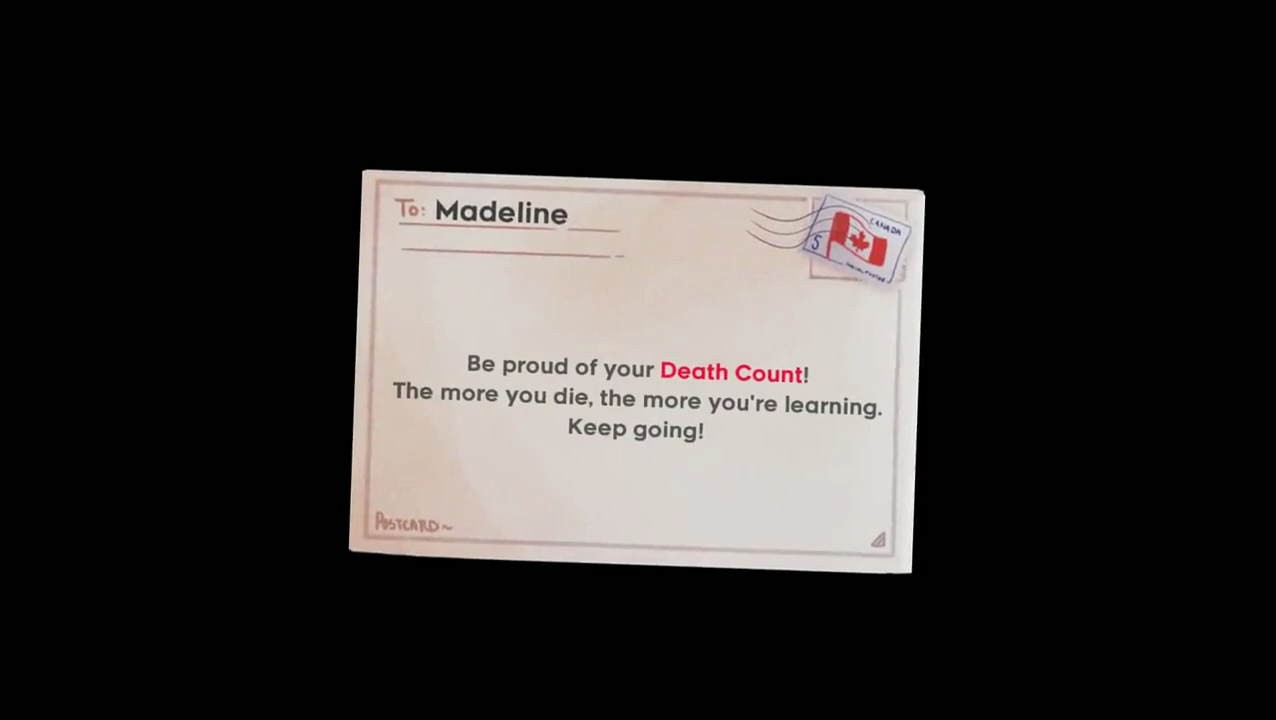 To: Madeline
CANADA
5
Be proud of your Death Count!
The more you die, the more you're learning.
Keep going!
POSTCARD~